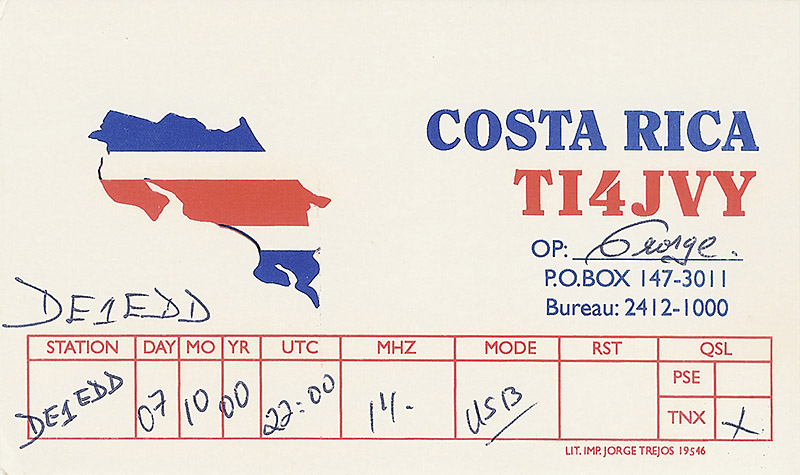 COSTA RICA
TI4JVY
OP: George.
P.O.BOX 147-3011
Bureau: 2412-1000
DE1EDD
STATION DAY MO YR UTC MHZ MODE RST QSL
DE1EDD 07 10 00 22:00 14. USB
PSE
TNX X
LIT. IMP. JORGE TREJOS 19546